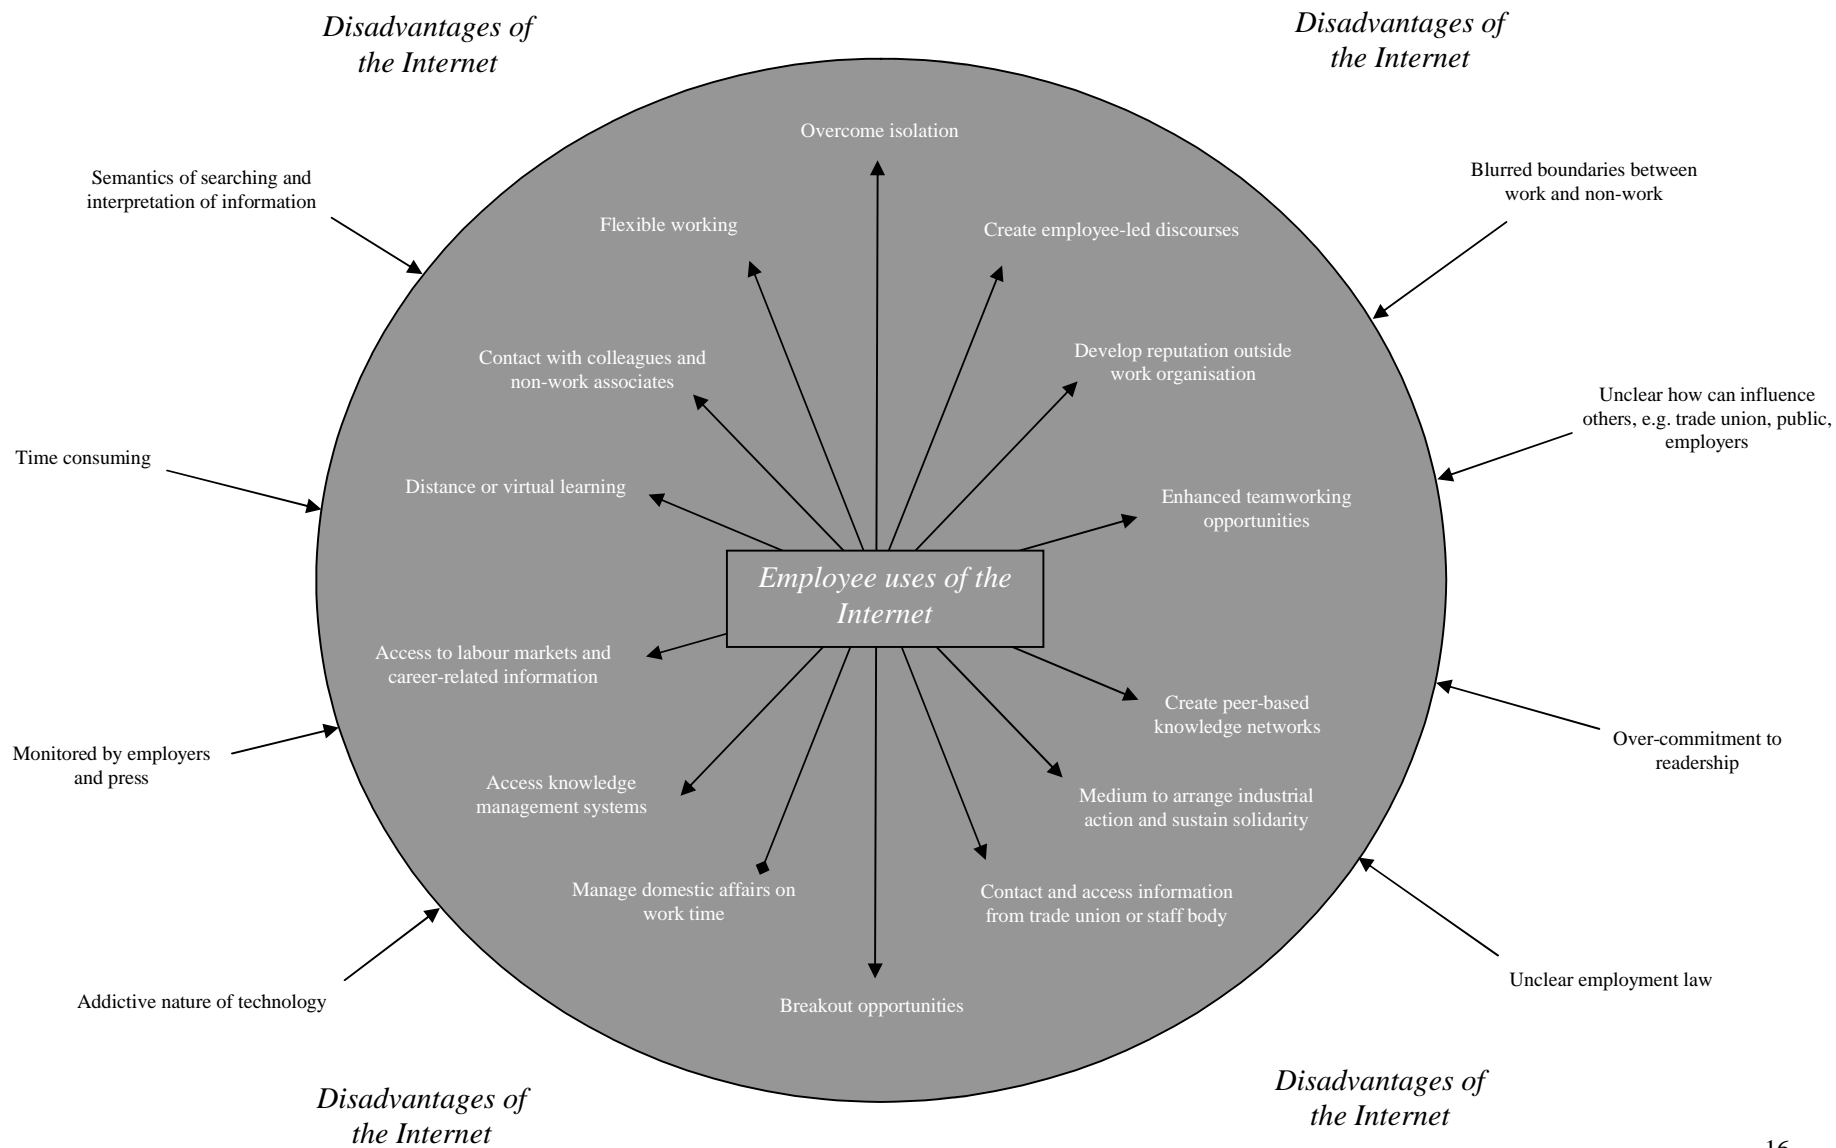 Disadvantages of
the Internet
Disadvantages of
the Internet
Overcome isolation
Semantics of searching and
interpretation of information
Blurred boundaries between
work and non-work
Flexible working
Create employee-led discourses
Contact with colleagues and
non-work associates
Develop reputation outside
work organisation
Unclear how can influence
others, e.g. trade union, public,
employers
Time consuming
Distance or virtual learning
Enhanced teamworking
opportunities
Employee uses of the
Internet
Access to labour markets and
career-related information
Create peer-based
knowledge networks
Monitored by employers
and press
Over-commitment to
readership
Access knowledge
management systems
Medium to arrange industrial
action and sustain solidarity
Manage domestic affairs on
work time
Contact and access information
from trade union or staff body
Addictive nature of technology
Breakout opportunities
Unclear employment law
Disadvantages of
the Internet
Disadvantages of
the Internet
16